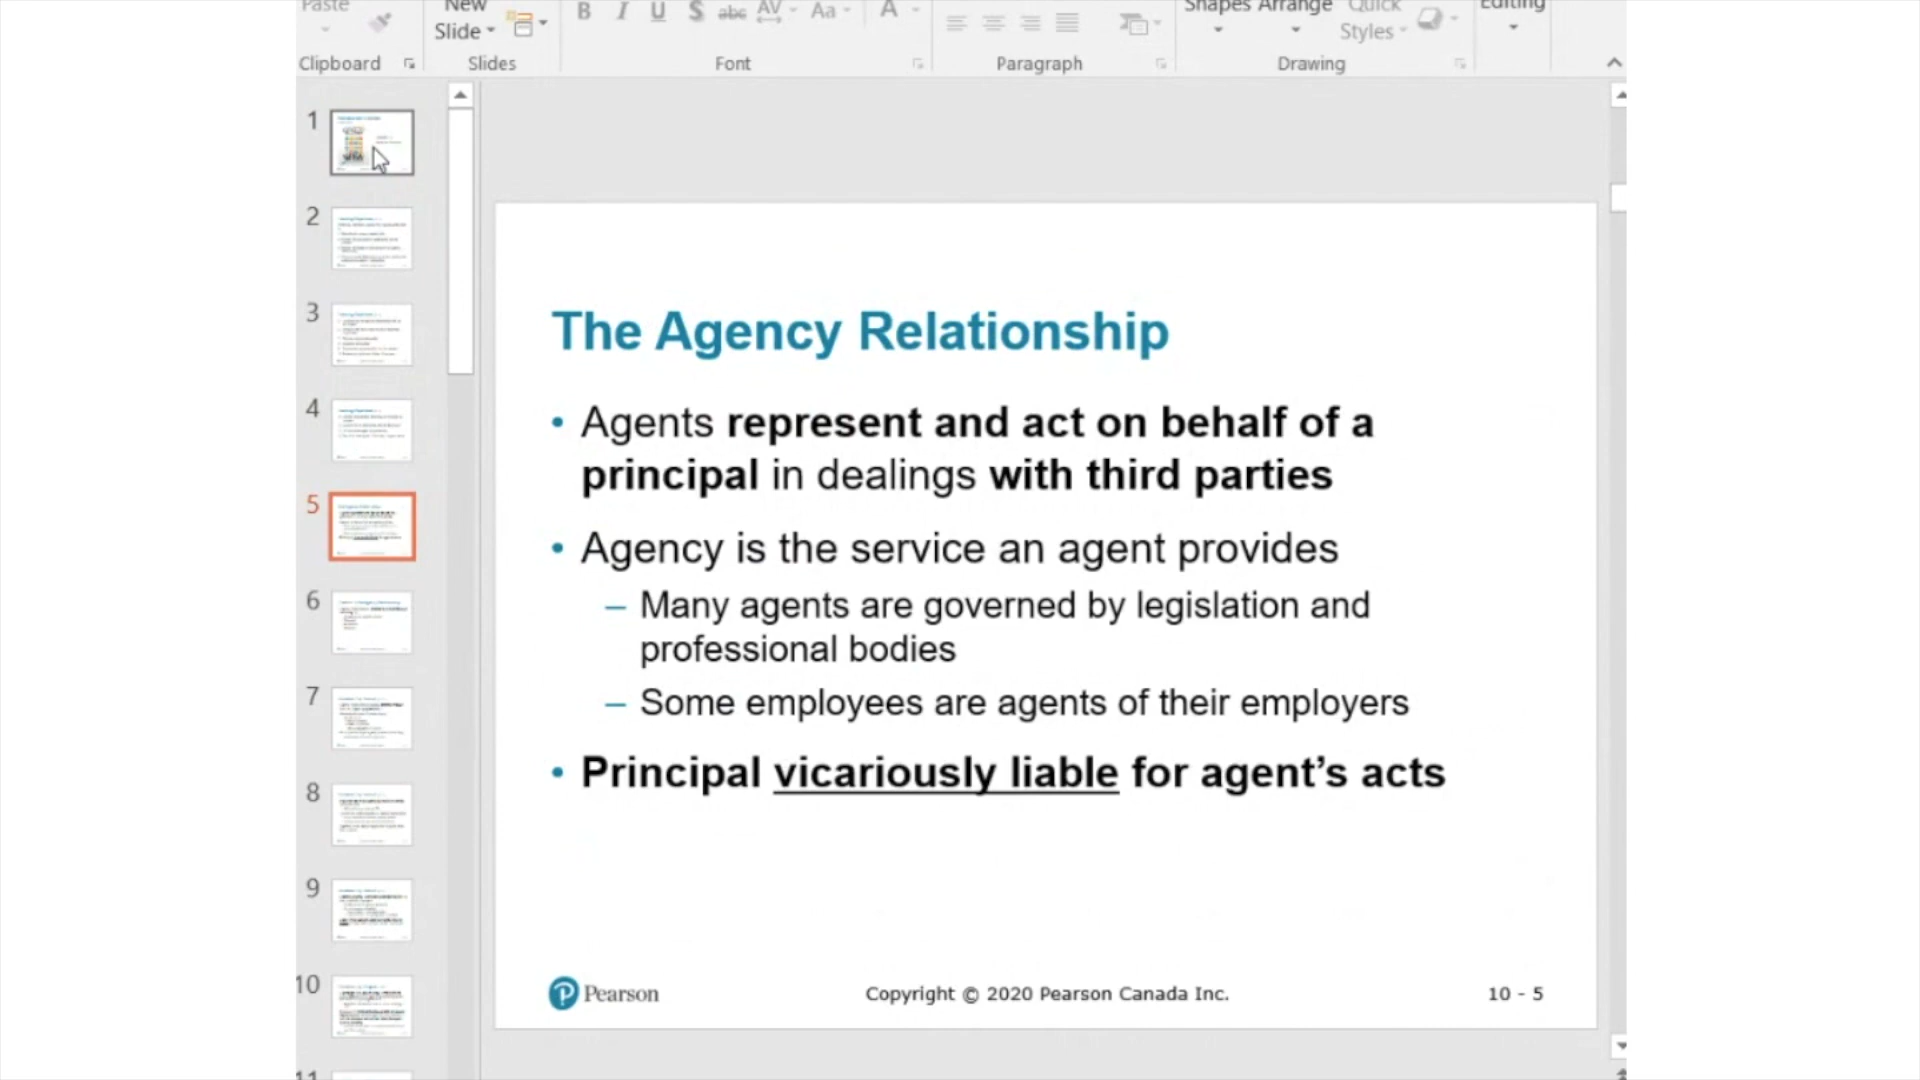 Paste
New
Slide
B I U S abc AV Aa A
Shapes Arrange Quick
Styles
Editing
Clipboard
Slides
Font
Paragraph
Drawing
1
2
3
4
5
6
7
8
9
10
11
The Agency Relationship
• Agents represent and act on behalf of a
principal in dealings with third parties
• Agency is the service an agent provides
– Many agents are governed by legislation and
professional bodies
– Some employees are agents of their employers
• Principal vicariously liable for agent’s acts
Pearson
Copyright © 2020 Pearson Canada Inc.
10 - 5